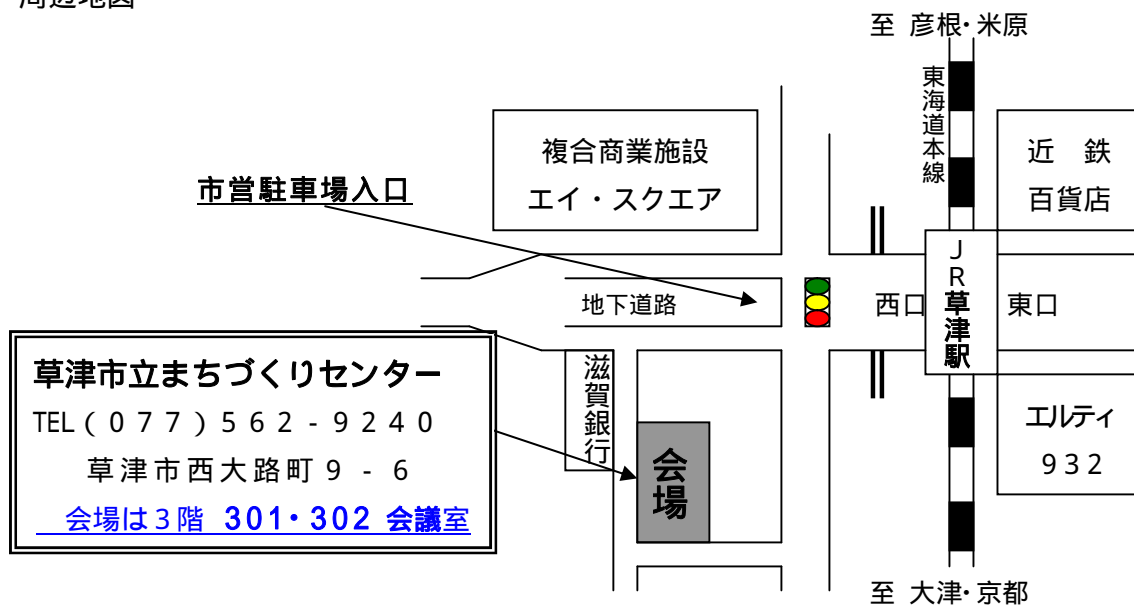 周辺地図
至 彦根・米原
東海道本線
複合商業施設
エイ・スクエア
近 鉄
百貨店
市営駐車場入口
地下道路
西口
JR草津駅
東口
草津市立まちづくりセンター
TEL(077)562-9240
草津市西大路町9-6
会場は3階 301・302 会議室
滋賀銀行
会場
エルティ
932
至 大津・京都